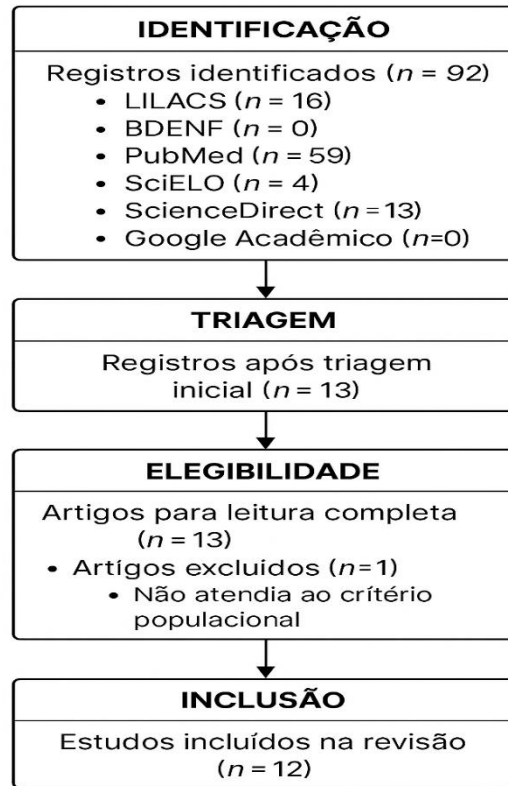 IDENTIFICAÇÃO
Registros identificados (n = 92)
• LILACS (n = 16)
• BDENF (n = 0)
• PubMed (n = 59)
• SciELO (n = 4)
• ScienceDirect (n = 13)
• Google Acadêmico (n=0)
TRIAGEM
Registros após triagem
inicial (n = 13)
ELEGIBILIDADE
Artigos para leitura completa
(n = 13)
• Artígos excluídos (n=1)
• Não atendia ao crítério
populacional
INCLUSÃO
Estudos incluídos na revisão
(n = 12)